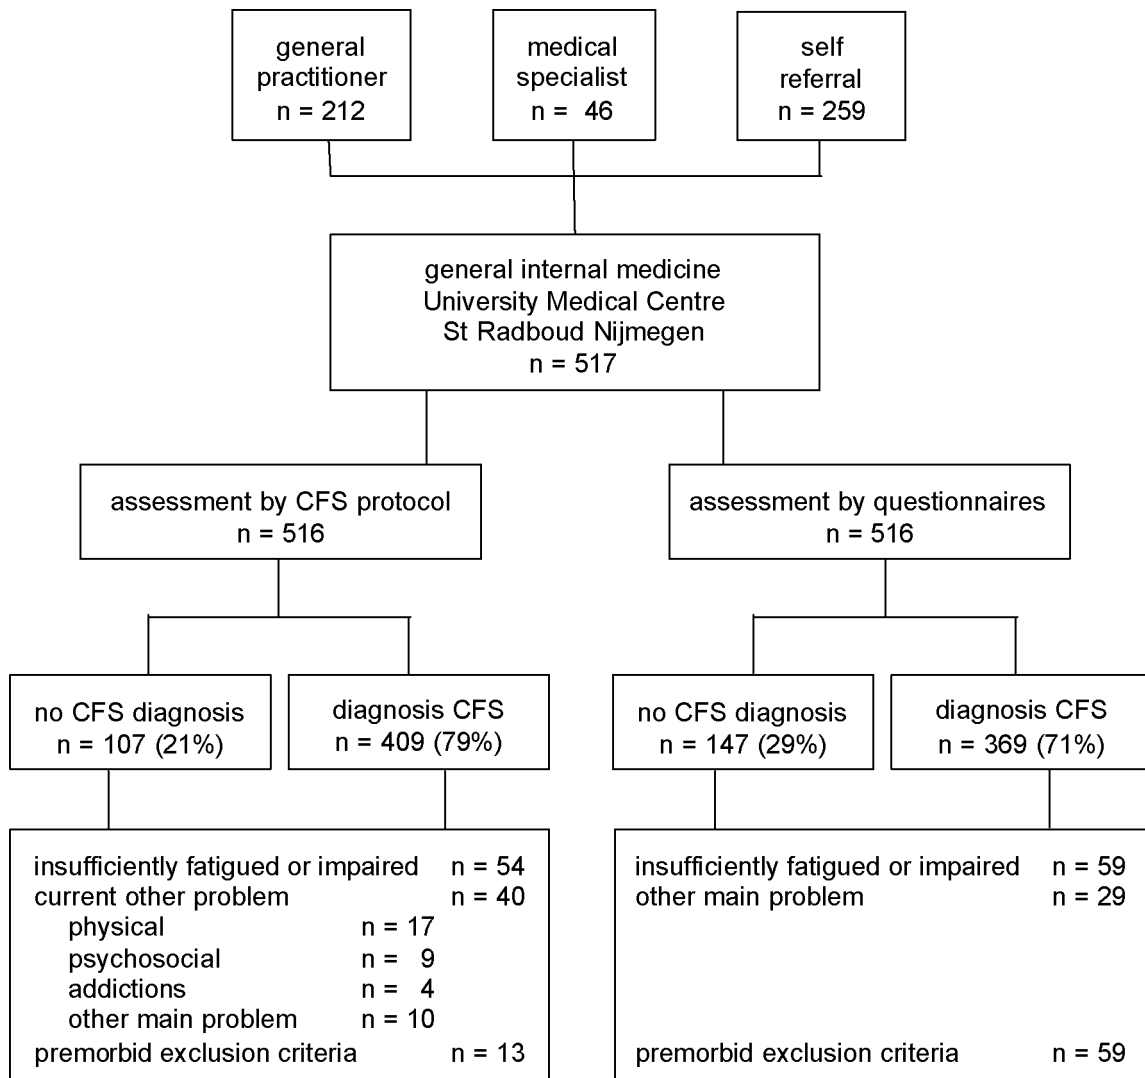 general
practitioner
n = 212
medical
specialist
n = 46
self
referral
n = 259
general internal medicine
University Medical Centre
St Radboud Nijmegen
n = 517
assessment by CFS protocol
n = 516
assessment by questionnaires
n = 516
no CFS diagnosis
n = 107 (21%)
diagnosis CFS
n = 409 (79%)
no CFS diagnosis
n = 147 (29%)
diagnosis CFS
n = 369 (71%)
insufficiently fatigued or impaired n = 54
current other problem n = 40
physical n = 17
psychosocial n = 9
addictions n = 4
other main problem n = 10
premorbid exclusion criteria n = 13
insufficiently fatigued or impaired n = 59
other main problem n = 29
premorbid exclusion criteria n = 59